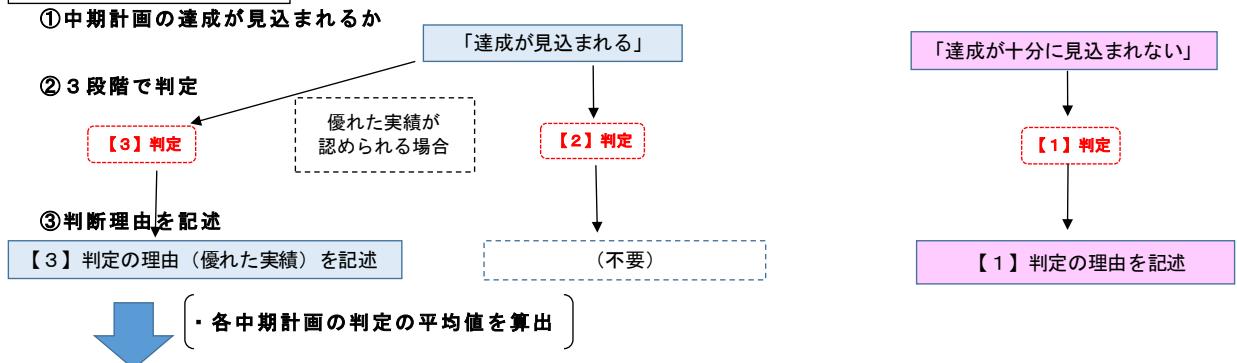 ①中期計画の達成が見込まれるか
「達成が見込まれる」
「達成が十分に見込まれない」
②３段階で判定
優れた実績が
認められる場合
【３】判定
【２】判定
【１】判定
③判断理由を記述
【３】判定の理由（優れた実績）を記述
（不要）
【１】判定の理由を記述
・各中期計画の判定の平均値を算出